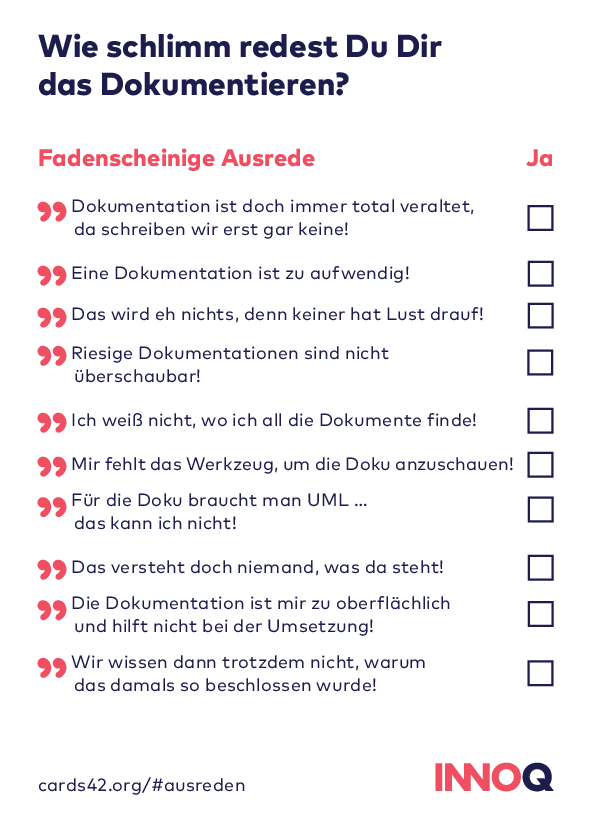 Wie schlimm redest Du Dir
das Dokumentieren?
Fadenscheinige Ausrede Ja
Dokumentation ist doch immer total veraltet,
da schreiben wir erst gar keine!
Eine Dokumentation ist zu aufwendig!
Das wird eh nichts, denn keiner hat Lust drauf!
Riesige Dokumentationen sind nicht
überschaubar!
Ich weiß nicht, wo ich all die Dokumente finde!
Mir fehlt das Werkzeug, um die Doku anzuschauen!
Für die Doku braucht man UML ...
das kann ich nicht!
Das versteht doch niemand, was da steht!
Die Dokumentation ist mir zu oberflächlich
und hilft nicht bei der Umsetzung!
Wir wissen dann trotzdem nicht, warum
das damals so beschlossen wurde!
cards42.org/#ausreden
INNOQ